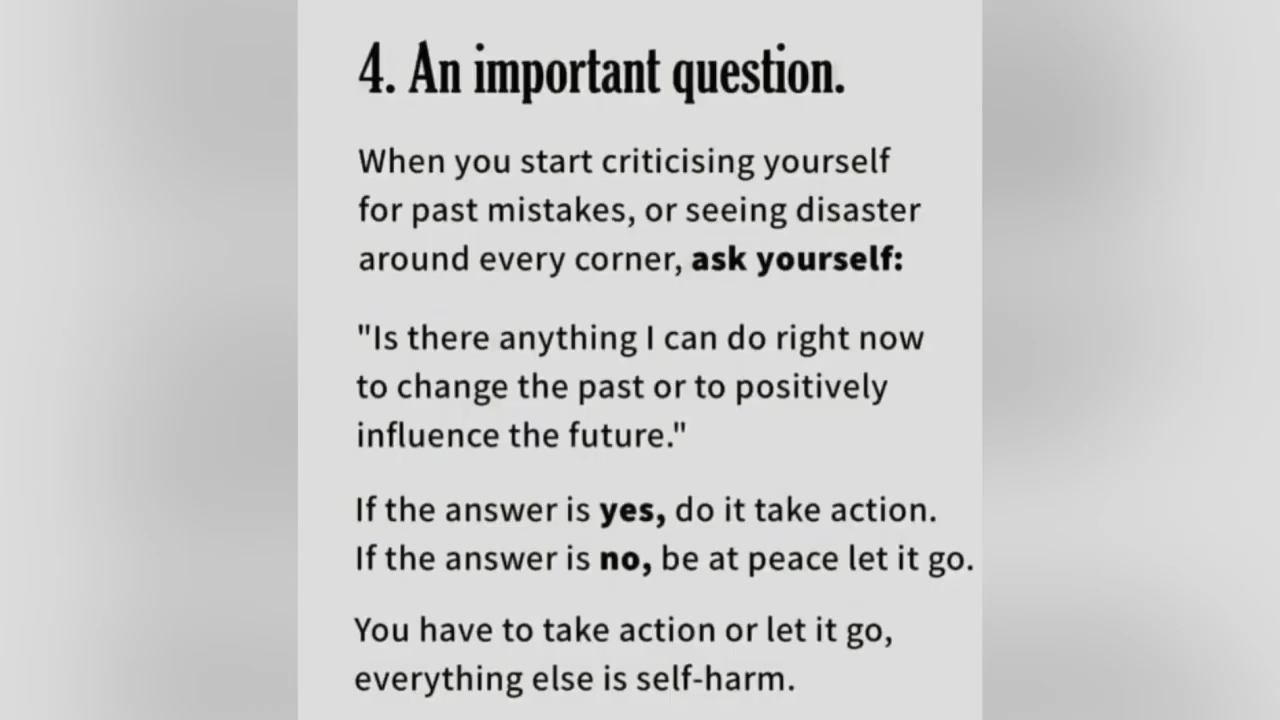 4. An important question.
When you start criticising yourself
for past mistakes, or seeing disaster
around every corner, ask yourself:
"Is there anything I can do right now
to change the past or to positively
influence the future."
If the answer is yes, do it take action.
If the answer is no, be at peace let it go.
You have to take action or let it go,
everything else is self-harm.